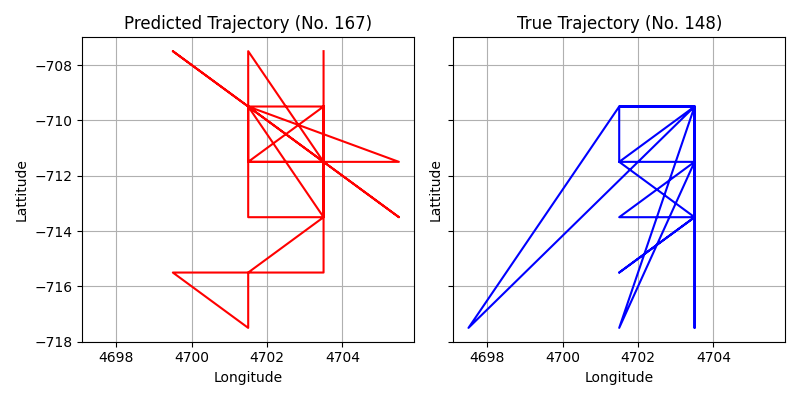 Predicted Trajectory (No. 167)
True Trajectory (No. 148)
−708
−710
−712
−714
−716
−718
Lattitude
Lattitude
4698 4700 4702 4704
4698 4700 4702 4704
Longitude
Longitude